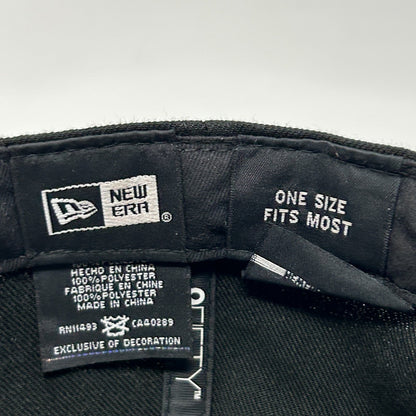 NEW
ERA
®
ONE SIZE
FITS MOST
HECHO EN CHINA
100% POLYESTER
FABRIQUE EN CHINE
100% POLYESTER
MADE IN CHINA
RN11493 CA40289
EXCLUSIVE OF DECORATION